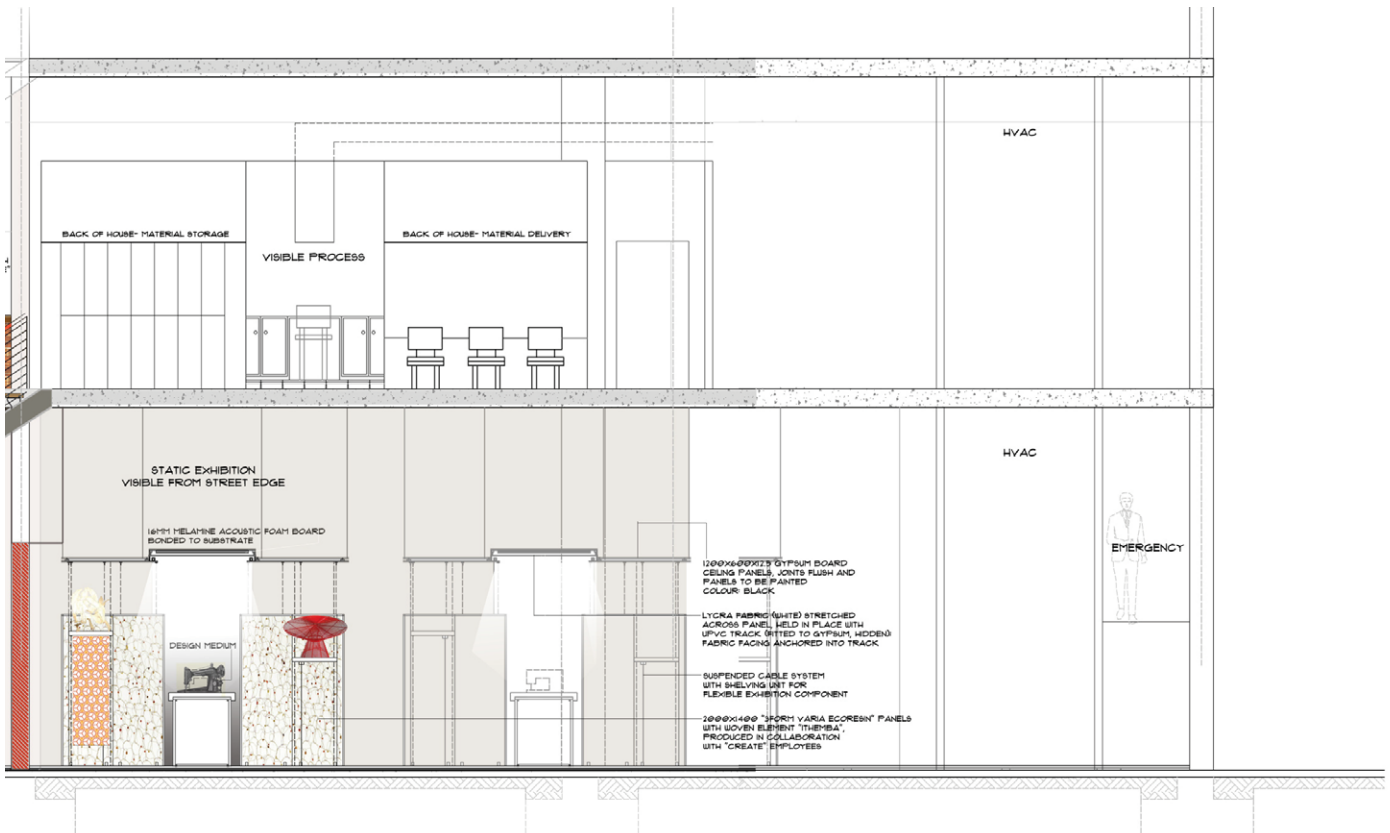 HVAC
BACK OF HOUSE- MATERIAL STORAGE
BACK OF HOUSE- MATERIAL DELIVERY
VISIBLE PROCESS
HVAC
STATIC EXHIBITION
VISIBLE FROM STREET EDGE
16MM MELAMINE ACOUSTIC FOAM BOARD
BONDED TO SUBSTRATE
EMERGENCY
1200X600X12.5 GYPSUM BOARD
CEILING PANELS, JOINTS FLUSH AND
PANELS TO BE PAINTED
COLOUR: BLACK
LYCRA FABRIC (WHITE) STRETCHED
ACROSS PANEL, HELD IN PLACE WITH
UPVC TRACK (FITTED TO GYPSUM, HIDDEN)
FABRIC FACING ANCHORED INTO TRACK
DESIGN MEDIUM
SUSPENDED CABLE SYSTEM
WITH SHELVING UNIT FOR
FLEXIBLE EXHIBITION COMPONENT
2000X1400 "3FORM VARIA ECORESIN" PANELS
WITH WOVEN ELEMENT "ITHEMBA",
PRODUCED IN COLLABORATION
WITH "CREATE" EMPLOYEES